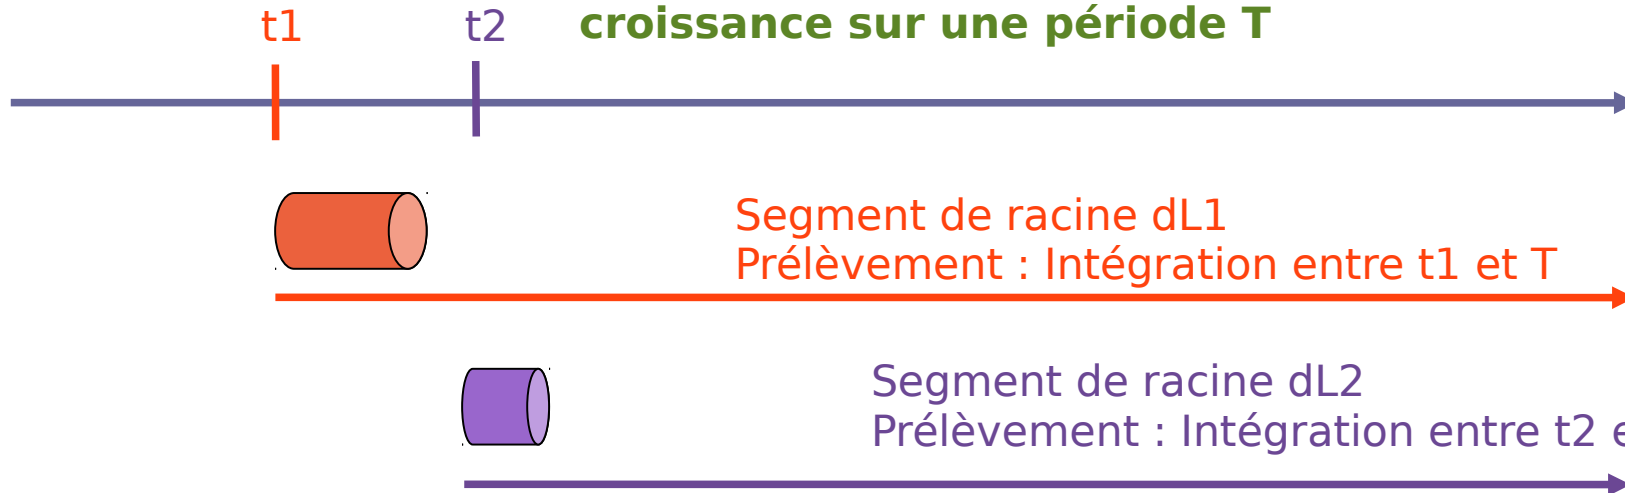 t1
t2
croissance sur une période T
Segment de racine dL1
Prélèvement : Intégration entre t1 et T
Segment de racine dL2
Prélèvement : Intégration entre t2